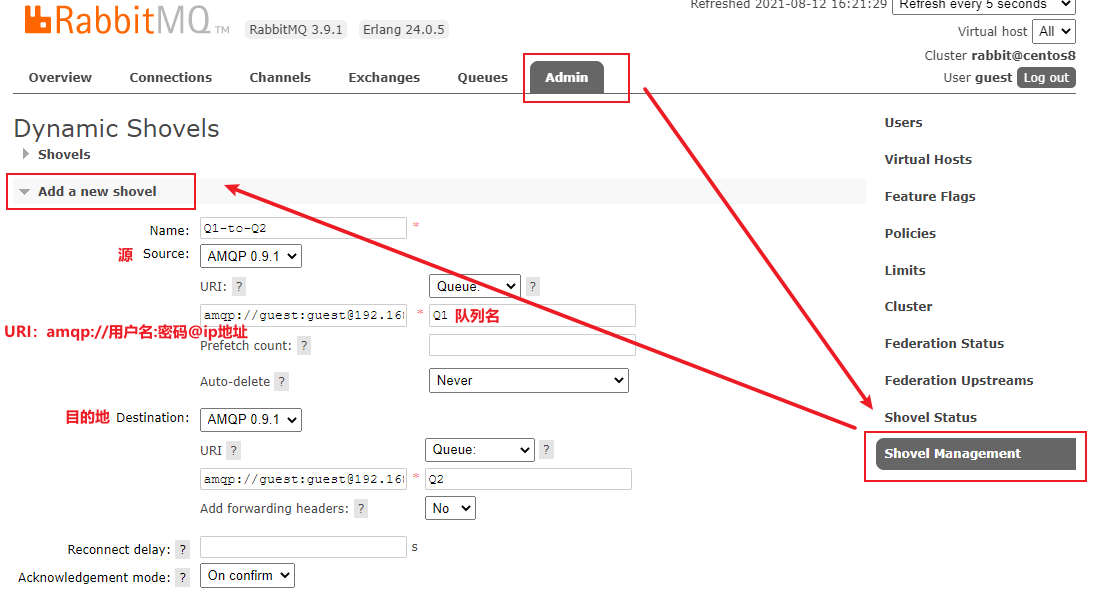 Refreshed 2021-08-12 16:21:29 Refresh every 5 seconds
RabbitMQ TM RabbitMQ 3.9.1 Erlang 24.0.5
Virtual host All
Cluster rabbit@centos8
User guest Log out
Overview Connections Channels Exchanges Queues Admin
Dynamic Shovels
Shovels
Add a new shovel
Name: Q1-to-Q2 *
源 Source: AMQP 0.9.1
URI: ? Queue: ?
amqp://guest:guest@192.168 * Q1 队列名
URI：amqp://用户名:密码@ip地址
Prefetch count: ?
Auto-delete ? Never
目的地 Destination: AMQP 0.9.1
URI ? Queue: ?
amqp://guest:guest@192.168 * Q2
Add forwarding headers: ? No
Reconnect delay: ? s
Acknowledgement mode: ? On confirm
Users
Virtual Hosts
Feature Flags
Policies
Limits
Cluster
Federation Status
Federation Upstreams
Shovel Status
Shovel Management